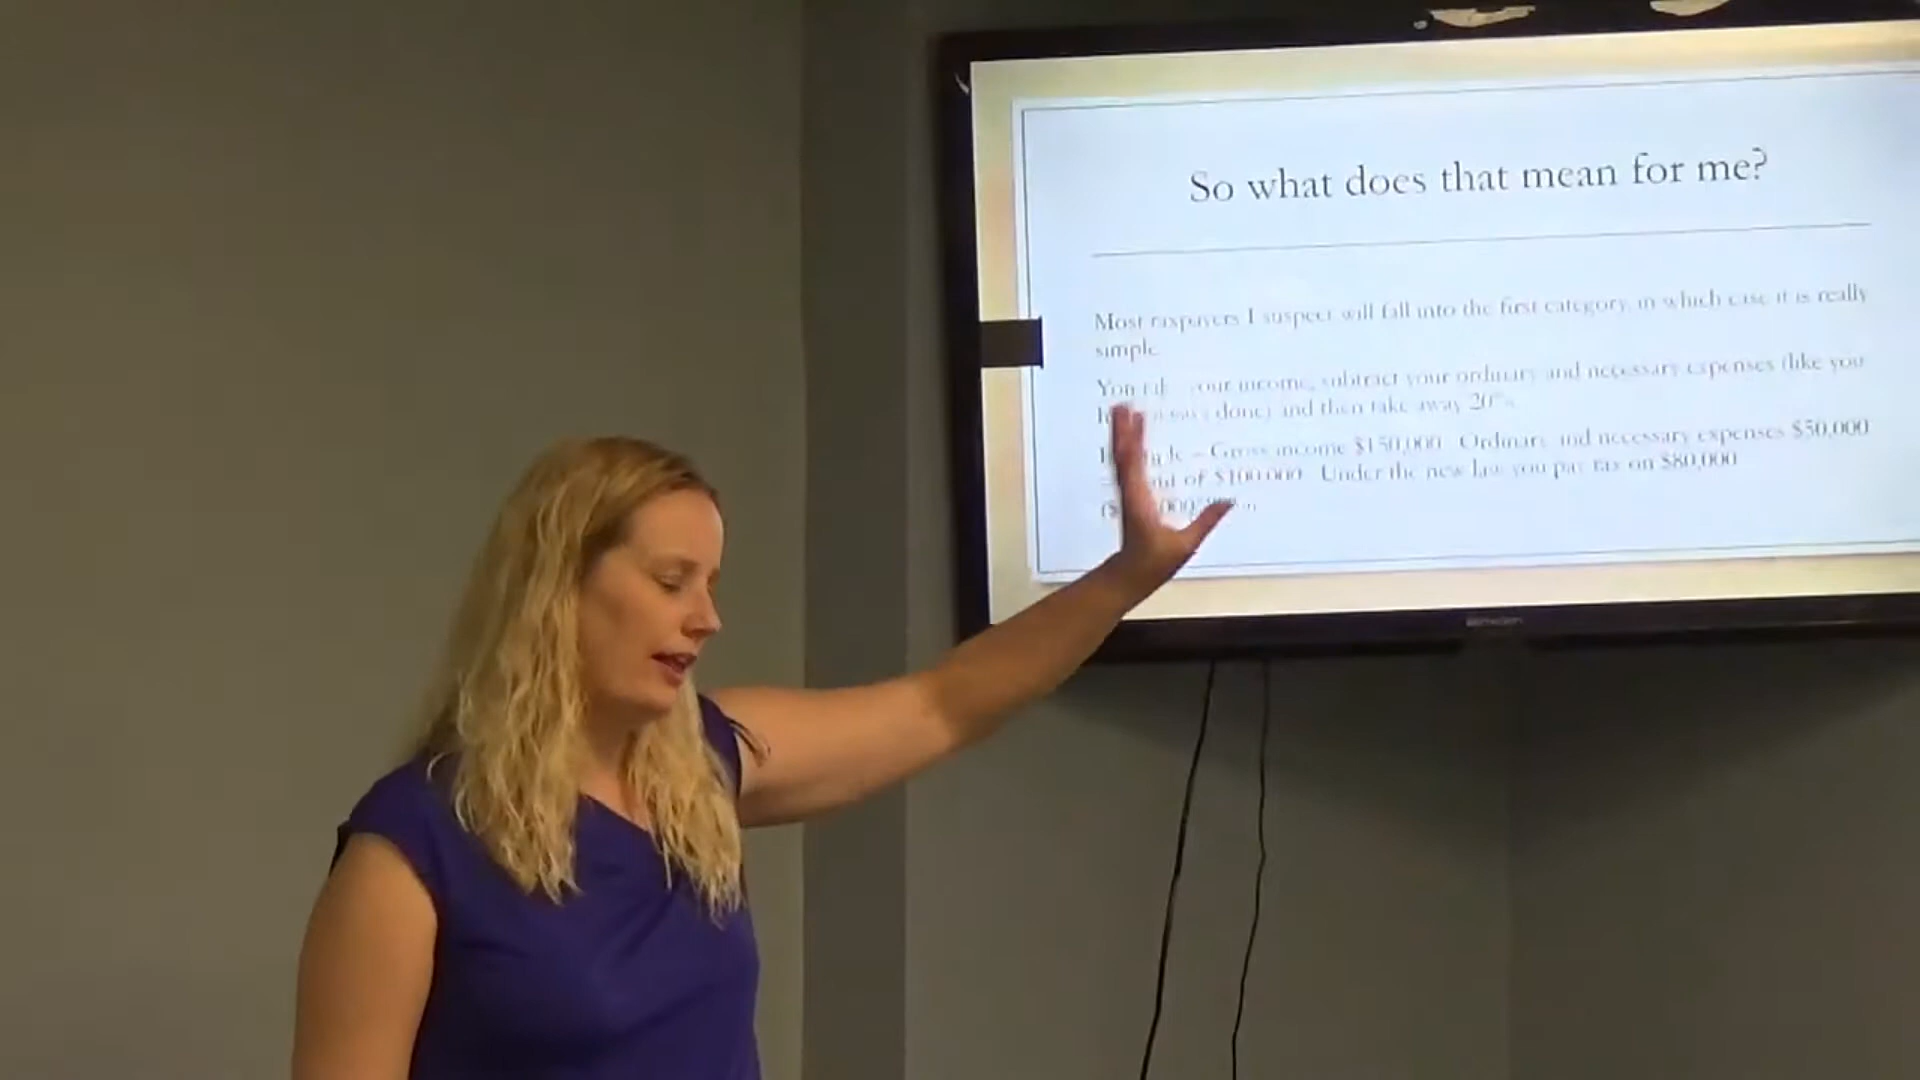 So what does that mean for me?
Most taxpayers I suspect will fall into the first category, in which case it is really
simple.
You your income, subtract your ordinary and necessary expenses (like you
done) and then take away 20%.
– Gross income $150,000 Ordinary and necessary expenses $50,000
of $100,000 Under the new law you pay tax on $80,000